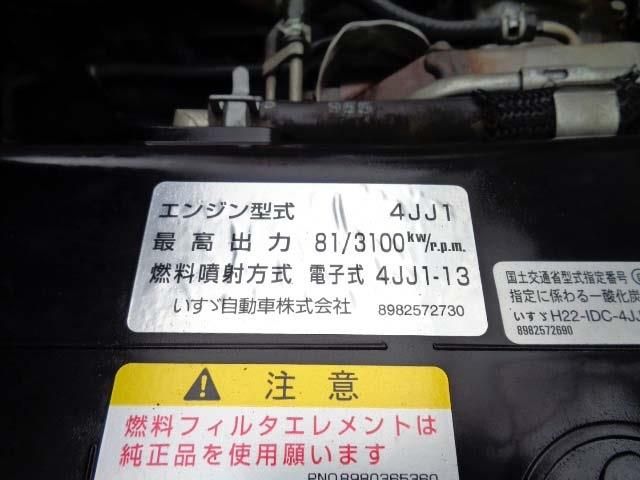 955
エンジン型式 4JJ1
最高出力 81/3100kw/r.p.m.
燃料噴射方式 電子式 4JJ1-13
いすゞ自動車株式会社 8982572730
国土交通省型式指定番号
指定に係わる一酸化炭
いすゞH22-IDC-4JJ
8982572690
注意
燃料フィルタエレメントは
純正品を使用願います
PNO.8980365360